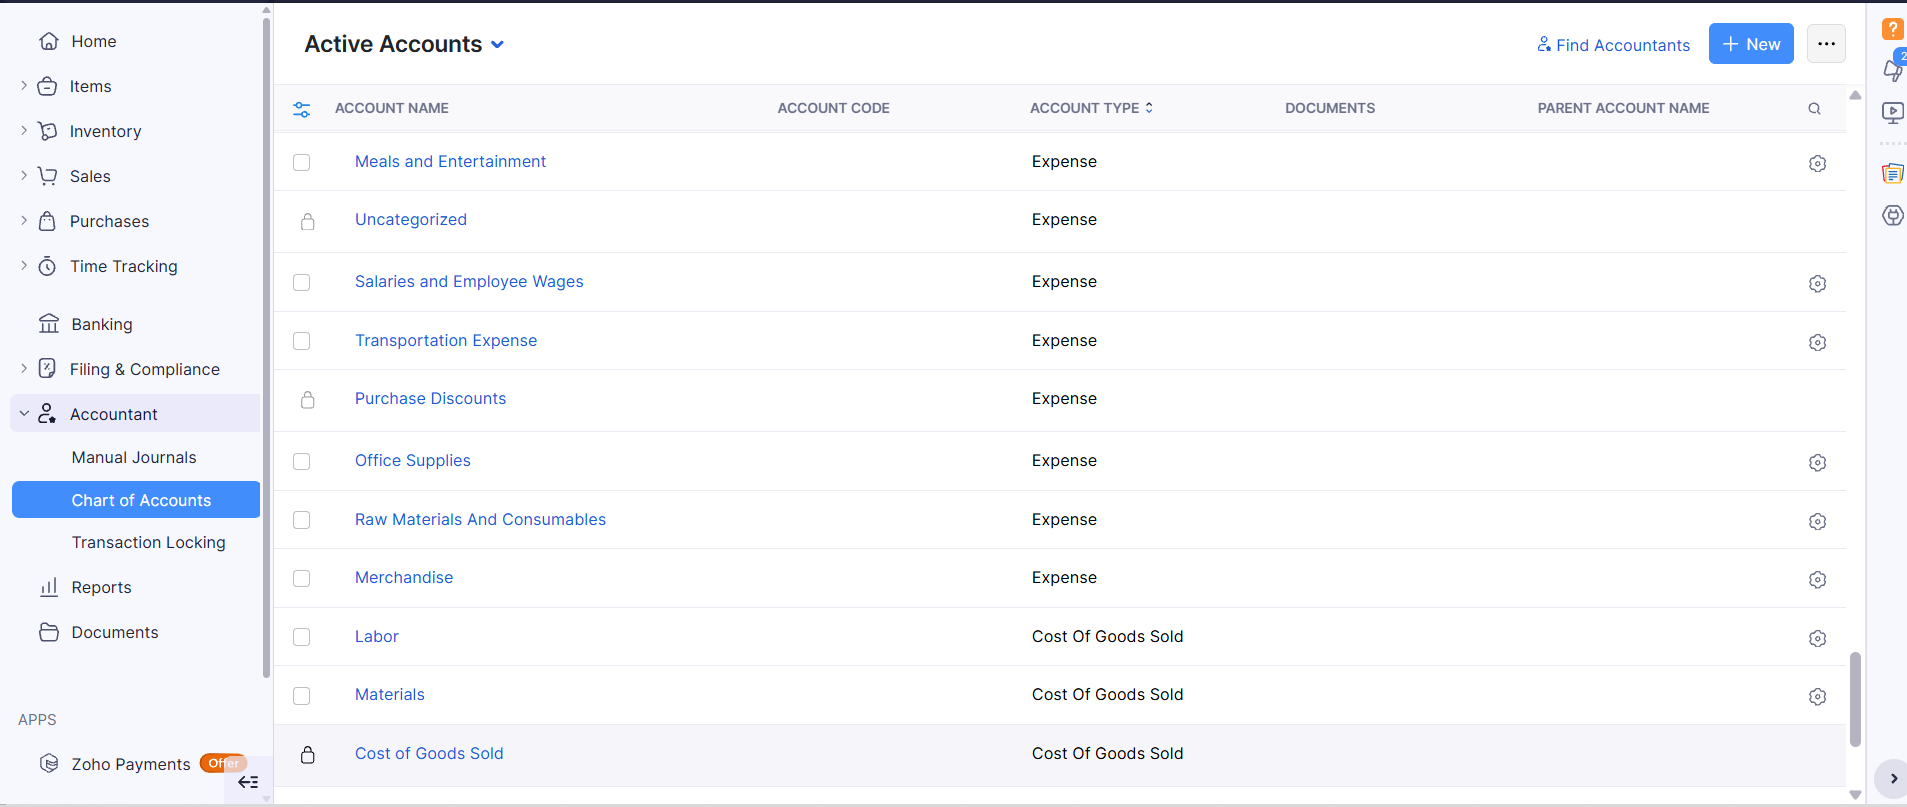 Home
Items
Inventory
Sales
Purchases
Time Tracking
Banking
Filing & Compliance
Accountant
Manual Journals
Chart of Accounts
Transaction Locking
Reports
Documents
APPS
Zoho Payments Offer
Active Accounts
Find Accountants
+ New
?
2
ACCOUNT NAME ACCOUNT CODE ACCOUNT TYPE DOCUMENTS PARENT ACCOUNT NAME
Meals and Entertainment Expense
Uncategorized Expense
Salaries and Employee Wages Expense
Transportation Expense Expense
Purchase Discounts Expense
Office Supplies Expense
Raw Materials And Consumables Expense
Merchandise Expense
Labor Cost Of Goods Sold
Materials Cost Of Goods Sold
Cost of Goods Sold Cost Of Goods Sold